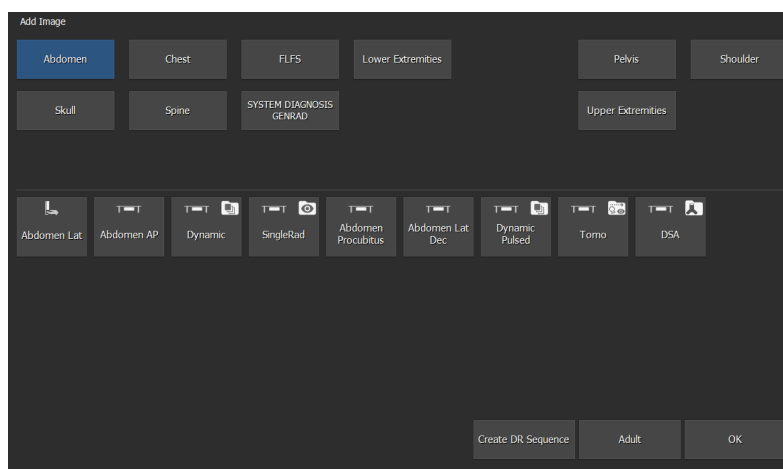 Add Image
Abdomen
Chest
FLFS
Lower Extremities
Pelvis
Shoulder
Skull
Spine
SYSTEM DIAGNOSIS
GENRAD
Upper Extremities
Abdomen Lat
Abdomen AP
Dynamic
SingleRad
Abdomen
Procubitus
Abdomen Lat
Dec
Dynamic
Pulsed
Tomo
DSA
Create DR Sequence
Adult
OK